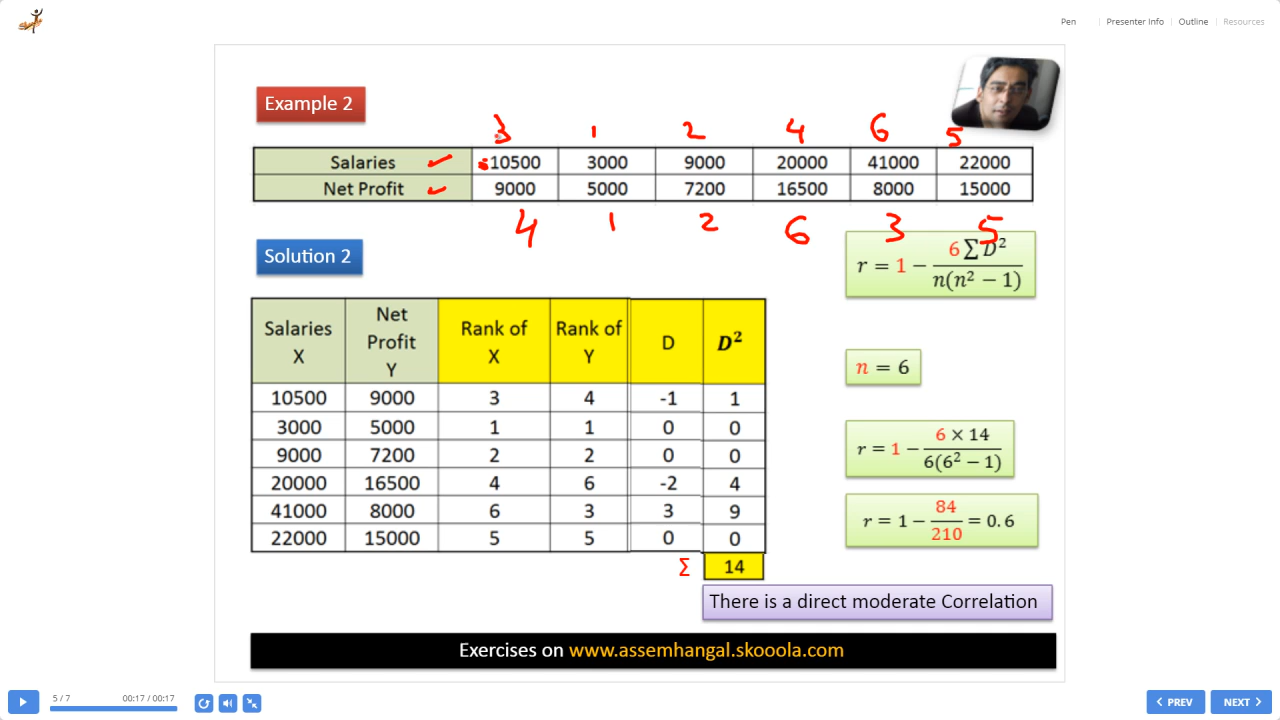 Pen Presenter Info Outline Resources
Example 2
3 1 2 4 6 5
Salaries 10500 3000 9000 20000 41000 22000
Net Profit 9000 5000 7200 16500 8000 15000
4 1 2 6 3 5
Solution 2
r = 1 − 6∑D² / n(n² − 1)
Salaries X Net Profit Y Rank of X Rank of Y D D²
10500 9000 3 4 -1 1
3000 5000 1 1 0 0
9000 7200 2 2 0 0
20000 16500 4 6 -2 4
41000 8000 6 3 3 9
22000 15000 5 5 0 0
Σ 14
n = 6
r = 1 − 6 × 14 / 6(6² − 1)
r = 1 − 84 / 210 = 0.6
There is a direct moderate Correlation
Exercises on www.assemhangal.skooola.com
5 / 7 00:17 / 00:17 PREV NEXT